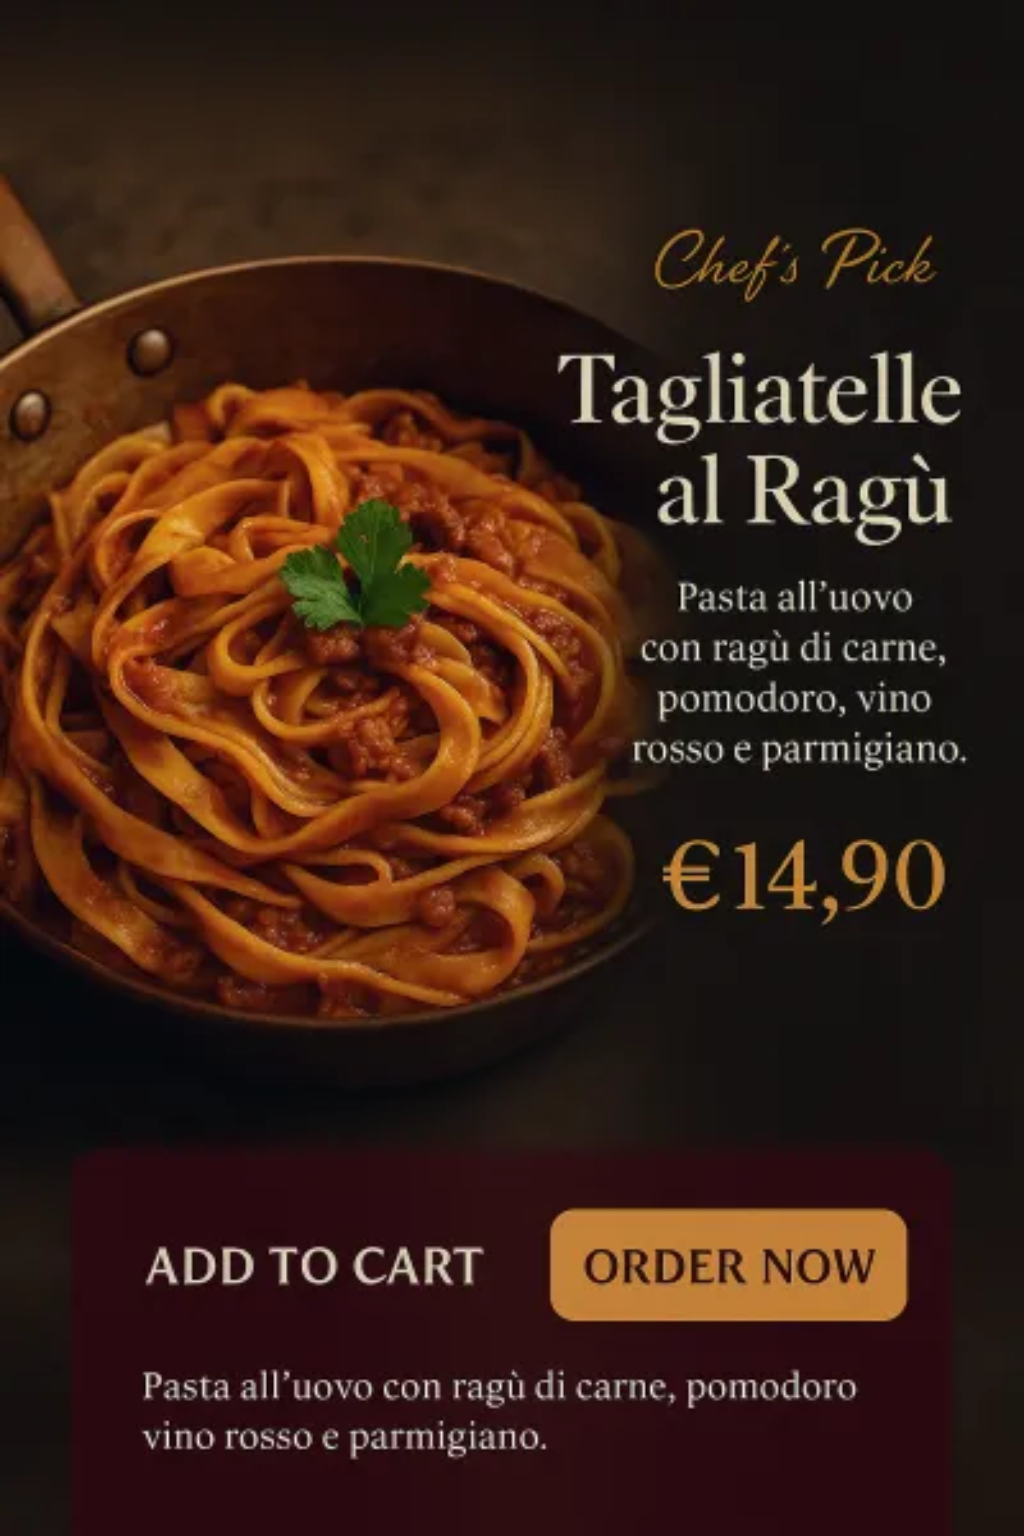 Chef's Pick
Tagliatelle
al Ragù
Pasta all’uovo
con ragù di carne,
pomodoro, vino
rosso e parmigiano.
€14,90
ADD TO CART
ORDER NOW
Pasta all’uovo con ragù di carne, pomodoro
vino rosso e parmigiano.